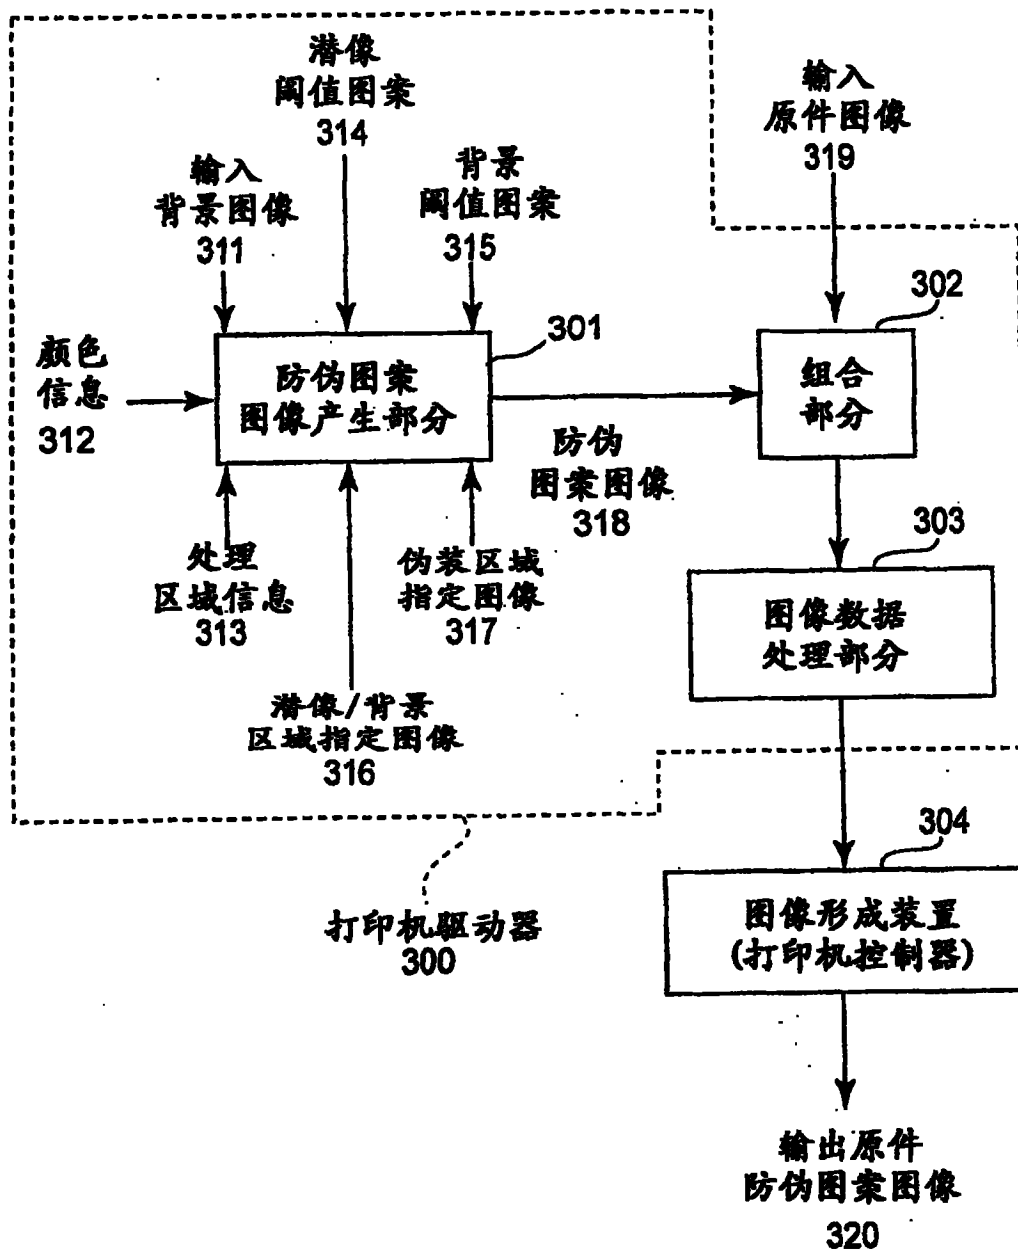 潜像
阈值图案
314
输入
原件图像
319
输入
背景图像
311
背景
阈值图案
315
302
301
颜色
信息
312
防伪图案
图像产生部分
组合
部分
防伪
图案图像
318
303
处理
区域信息
313
伪装区域
指定图像
317
图像数据
处理部分
潜像/背景
区域指定图像
316
304
打印机驱动器
300
图像形成装置
(打印机控制器)
输出原件
防伪图案图像
320